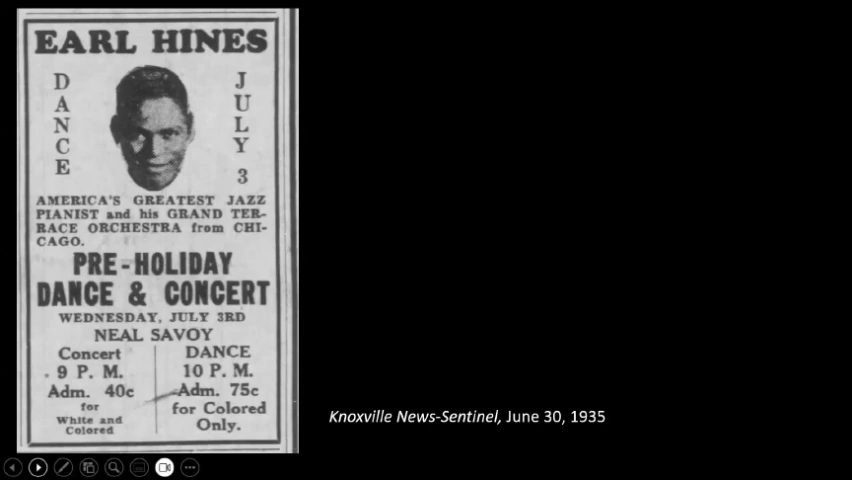 EARL HINES
DANCE
JULY 3
AMERICA'S GREATEST JAZZ
PIANIST and his GRAND TER-
RACE ORCHESTRA from CHI-
CAGO.
PRE-HOLIDAY
DANCE & CONCERT
WEDNESDAY, JULY 3RD
NEAL SAVOY
Concert
9 P. M.
Adm. 40c
for
White and
Colored
DANCE
10 P. M.
Adm. 75c
for Colored
Only.
Knoxville News-Sentinel, June 30, 1935